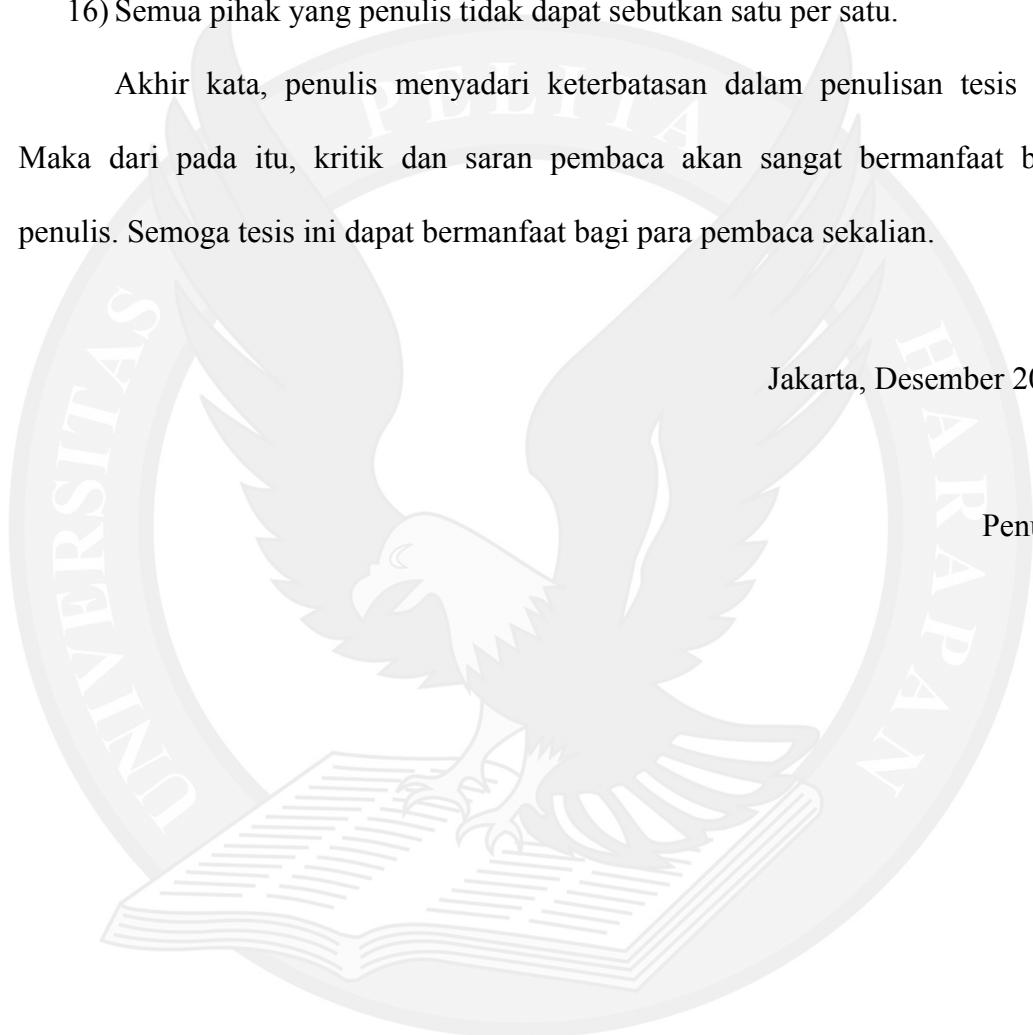 16) Semua pihak yang penulis tidak dapat sebutkan satu per satu.
Akhir kata, penulis menyadari keterbatasan dalam penulisan tesis
Maka dari pada itu, kritik dan saran pembaca akan sangat bermanfaat
penulis. Semoga tesis ini dapat bermanfaat bagi para pembaca sekalian.
Jakarta, Desember
UNIVERSITAS PELITA HARAPAN